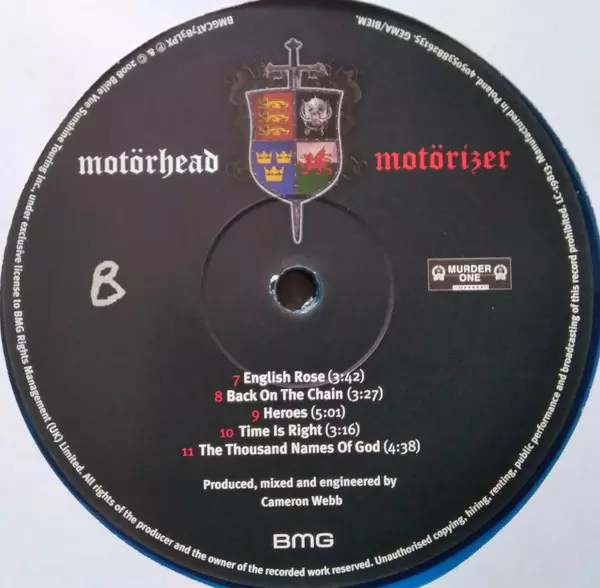 motörhead
motörizer
B
MURDER
ONE
7 English Rose (3:42)
8 Back On The Chain (3:27)
9 Heroes (5:01)
10 Time Is Right (3:16)
11 The Thousand Names Of God (4:38)
Produced, mixed and engineered by
Cameron Webb
BMG
BMGCAT783LPX ℗ & © 2008 Belle Vue Sunshine Touring Inc., under exclusive license to BMG Rights Management (UK) Limited. All rights of the producer and the owner of the recorded work reserved. Unauthorised copying, hiring, renting, public performance and broadcasting of this record prohibited. LC-19813. Manufactured in Poland. 4050538826135. GEMA/BIEM.